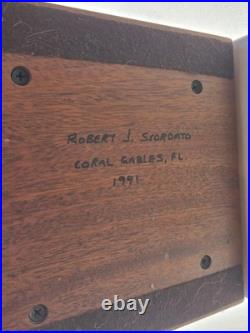 ROBERT J. SCORDATO
CORAL GABLES, FL
1991